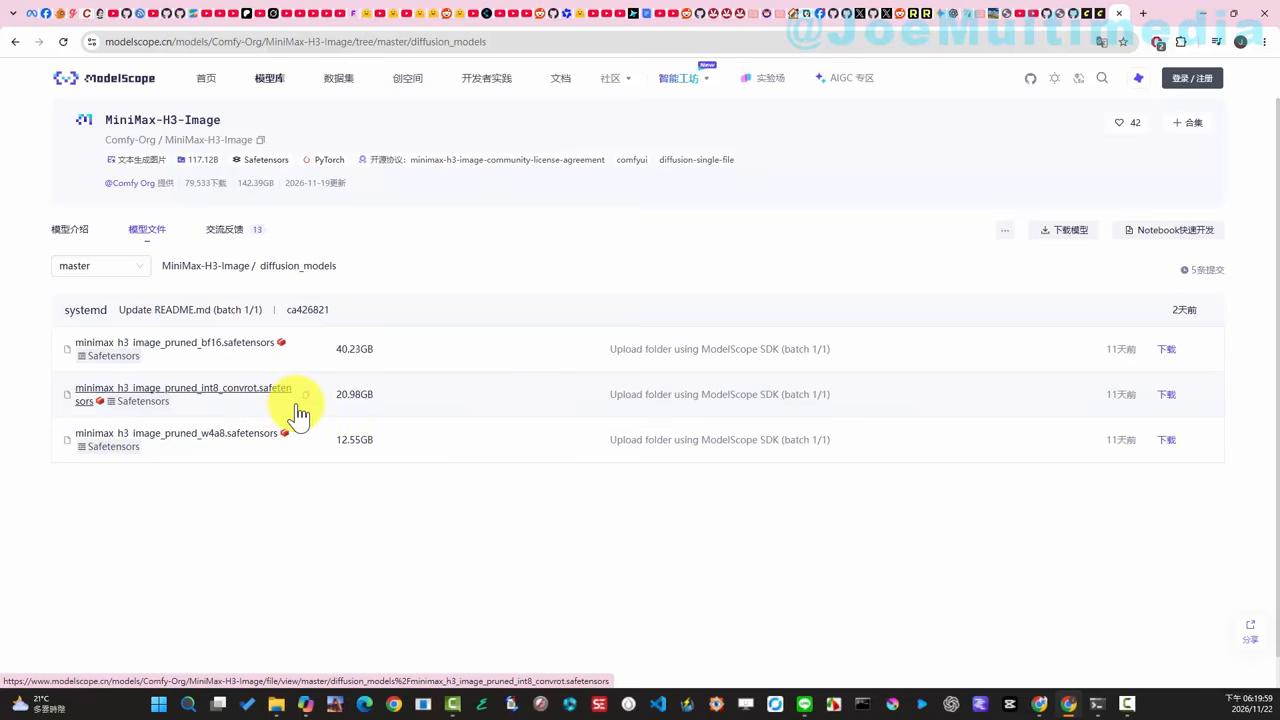 @JoeMultimedia
modelscope.cn/models/Comfy-Org/MiniMax-H3-Image/tree/master/diffusion_models
ModelScope 首页 模型库 数据集 创空间 开发者实践 文档 社区 智能工坊 New 实验场 AIGC 专区 登录 / 注册
MiniMax-H3-Image
42 + 合集
Comfy-Org / MiniMax-H3-Image
文本生成图片 117.12B Safetensors PyTorch 开源协议：minimax-h3-image-community-license-agreement comfyui diffusion-single-file
@Comfy Org 提供 79,533下载 142.39GB 2026-11-19更新
模型介绍 模型文件 交流反馈 13 ... 下载模型 Notebook快速开发
master MiniMax-H3-Image / diffusion_models 5条提交
systemd Update README.md (batch 1/1) | ca426821 2天前
minimax_h3_image_pruned_bf16.safetensors
Safetensors 40.23GB Upload folder using ModelScope SDK (batch 1/1) 11天前 下载
minimax_h3_image_pruned_int8_convrot.safeten
sors Safetensors 20.98GB Upload folder using ModelScope SDK (batch 1/1) 11天前 下载
minimax_h3_image_pruned_w4a8.safetensors
Safetensors 12.55GB Upload folder using ModelScope SDK (batch 1/1) 11天前 下载
分享
https://www.modelscope.cn/models/Comfy-Org/MiniMax-H3-Image/file/view/master/diffusion_models%2Fminimax_h3_image_pruned_int8_convrot.safetensors
21°C
多雲時陰
下午 06:19:59
2026/11/22